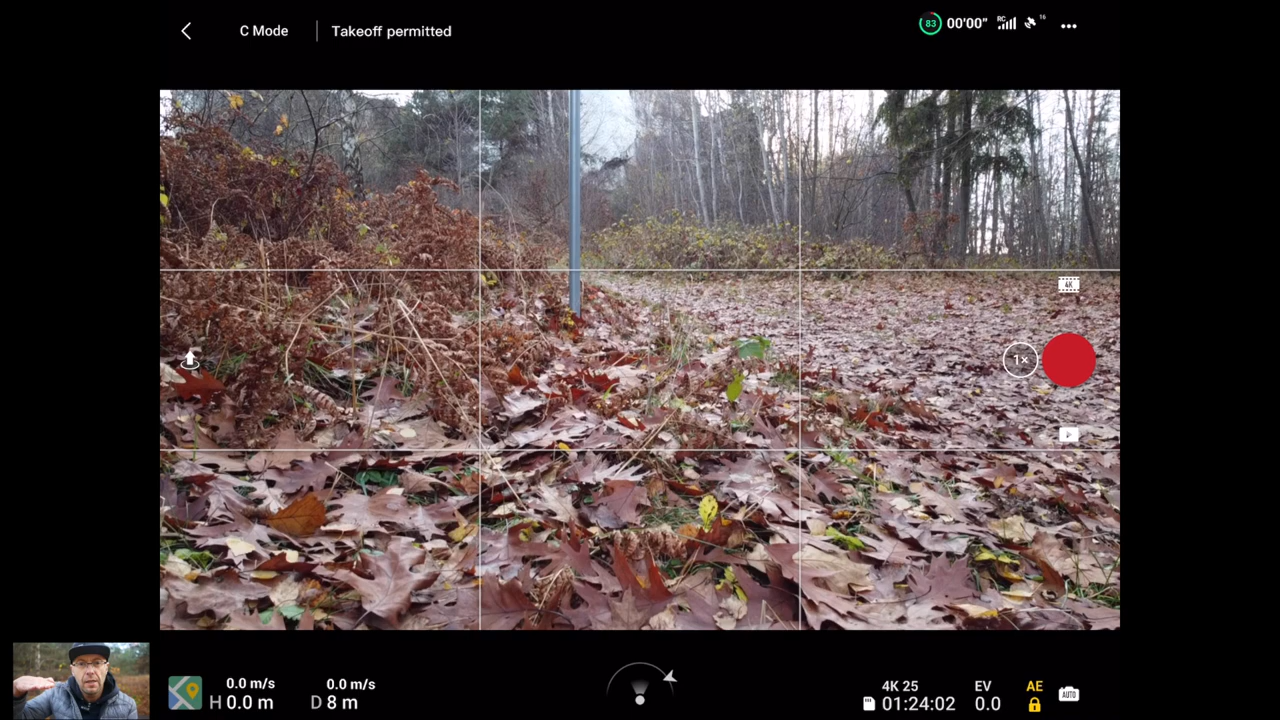 C Mode
Takeoff permitted
83
00'00"
RC
16
4K
1×
0.0 m/s
0.0 m/s
H 0.0 m
D 8 m
4K 25
01:24:02
EV
0.0
AE
AUTO